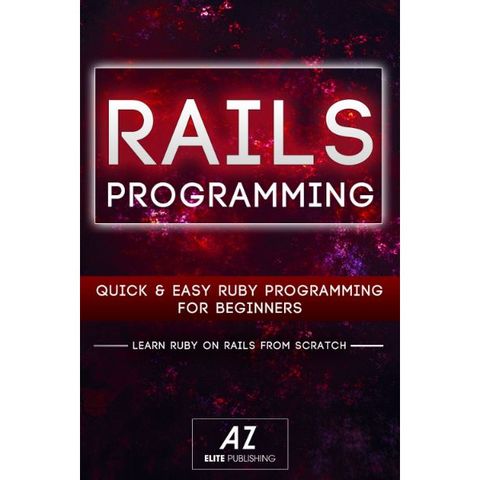 RAILS
PROGRAMMING
QUICK & EASY RUBY PROGRAMMING
FOR BEGINNERS
LEARN RUBY ON RAILS FROM SCRATCH
AZ
ELITE PUBLISHING